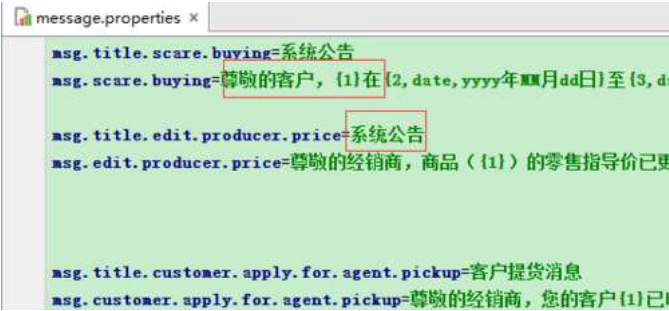 message.properties
msg.title.scare.buying=系统公告
msg.scare.buying=尊敬的客户，{1}在{2,date,yyyy年MM月dd日}至{3,d
msg.title.edit.producer.price=系统公告
msg.edit.producer.price=尊敬的经销商，商品（{1}）的零售指导价已更
msg.title.customer.apply.for.agent.pickup=客户提货消息
msg.customer.apply.for.agent.pickup=尊敬的经销商，您的客户{1}已